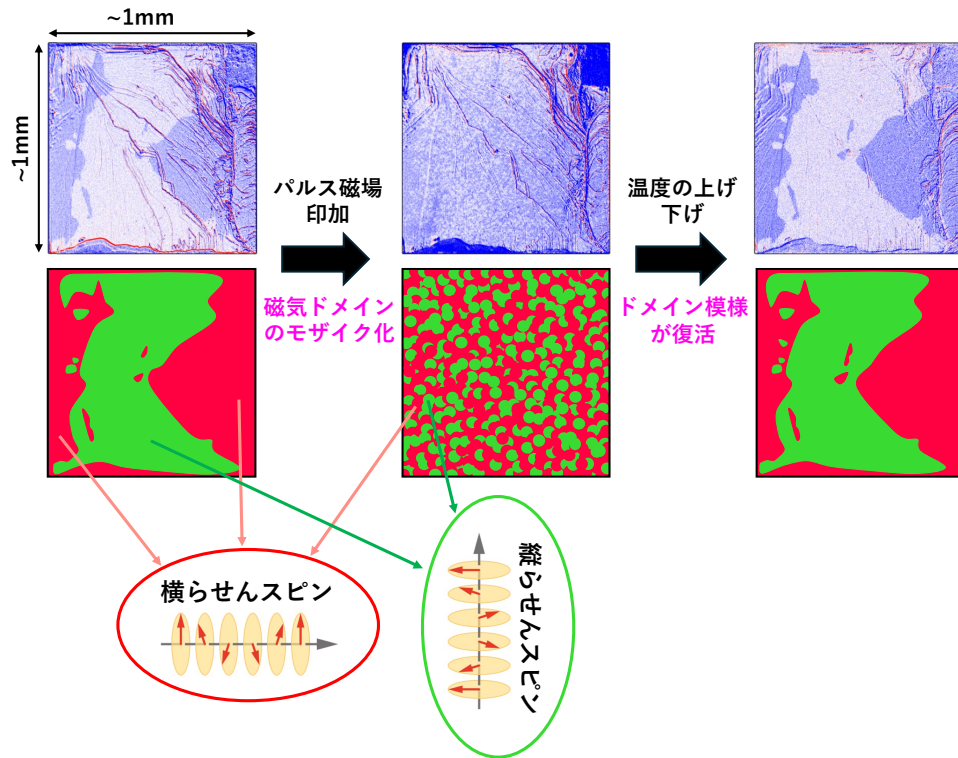 ~1mm
~1mm
パルス磁場
印加
磁気ドメイン
のモザイク化
温度の上げ
下げ
ドメイン模様
が復活
横らせんスピン
縦らせんスピン